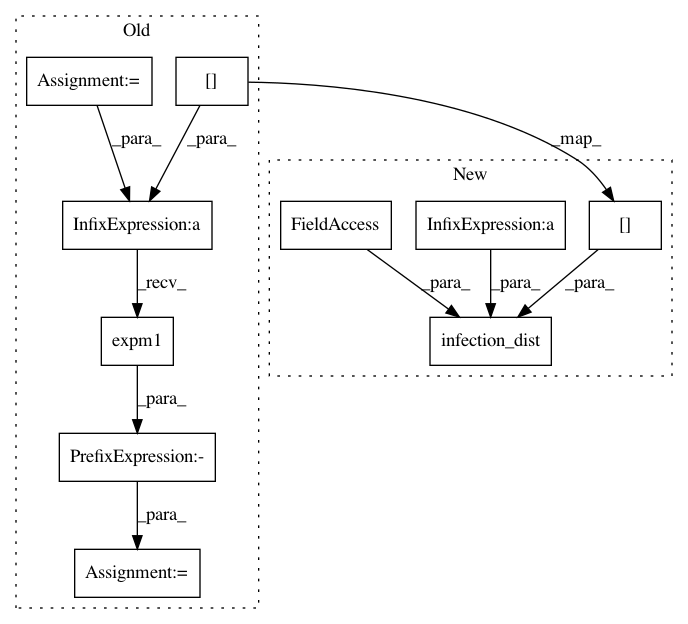 Old
Assignment:= []
_para_ _para_ _map_
New
InfixExpression:a FieldAccess InfixExpression:a []
_recv_ _para_ _para_ _para_
expm1 infection_dist
_para_
PrefixExpression:-
_para_
Assignment:=